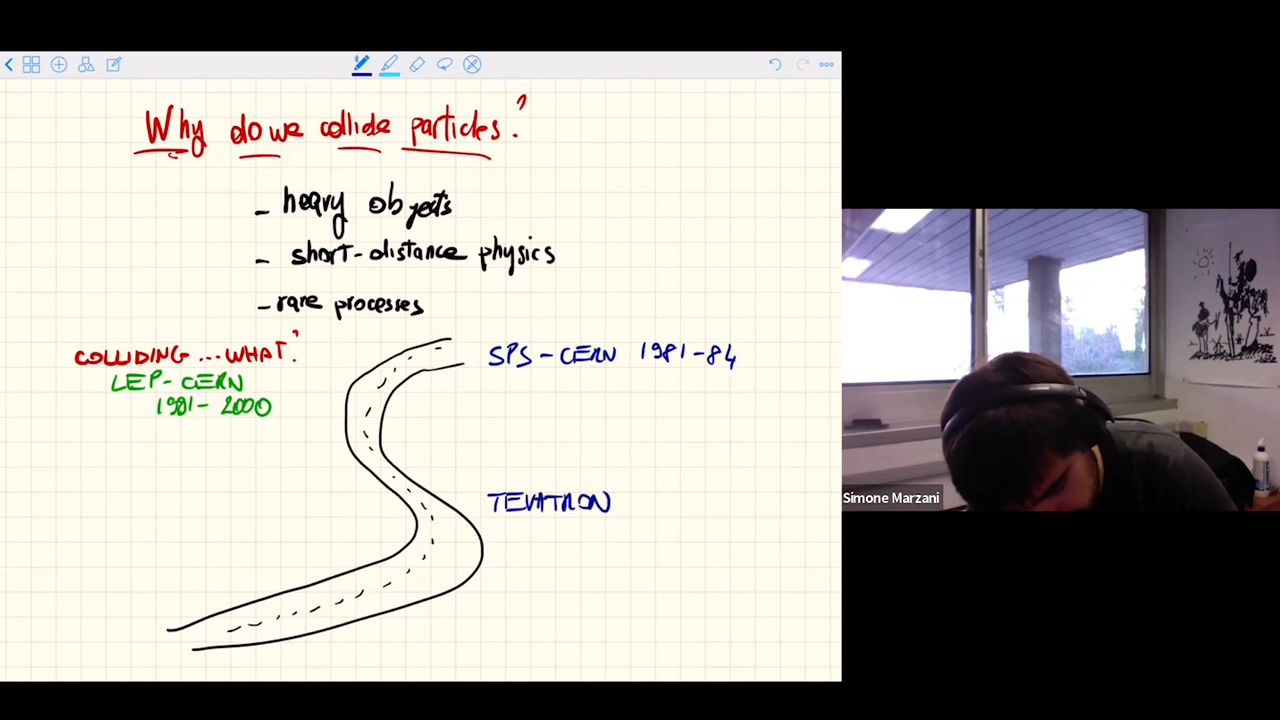 Why do we collide particles?
- heavy objects
- short-distance physics
- rare processes
COLLIDING ... WHAT?
LEP-CERN
1981-2000
SPS-CERN 1981-84
TEVATRON
Simone Marzani